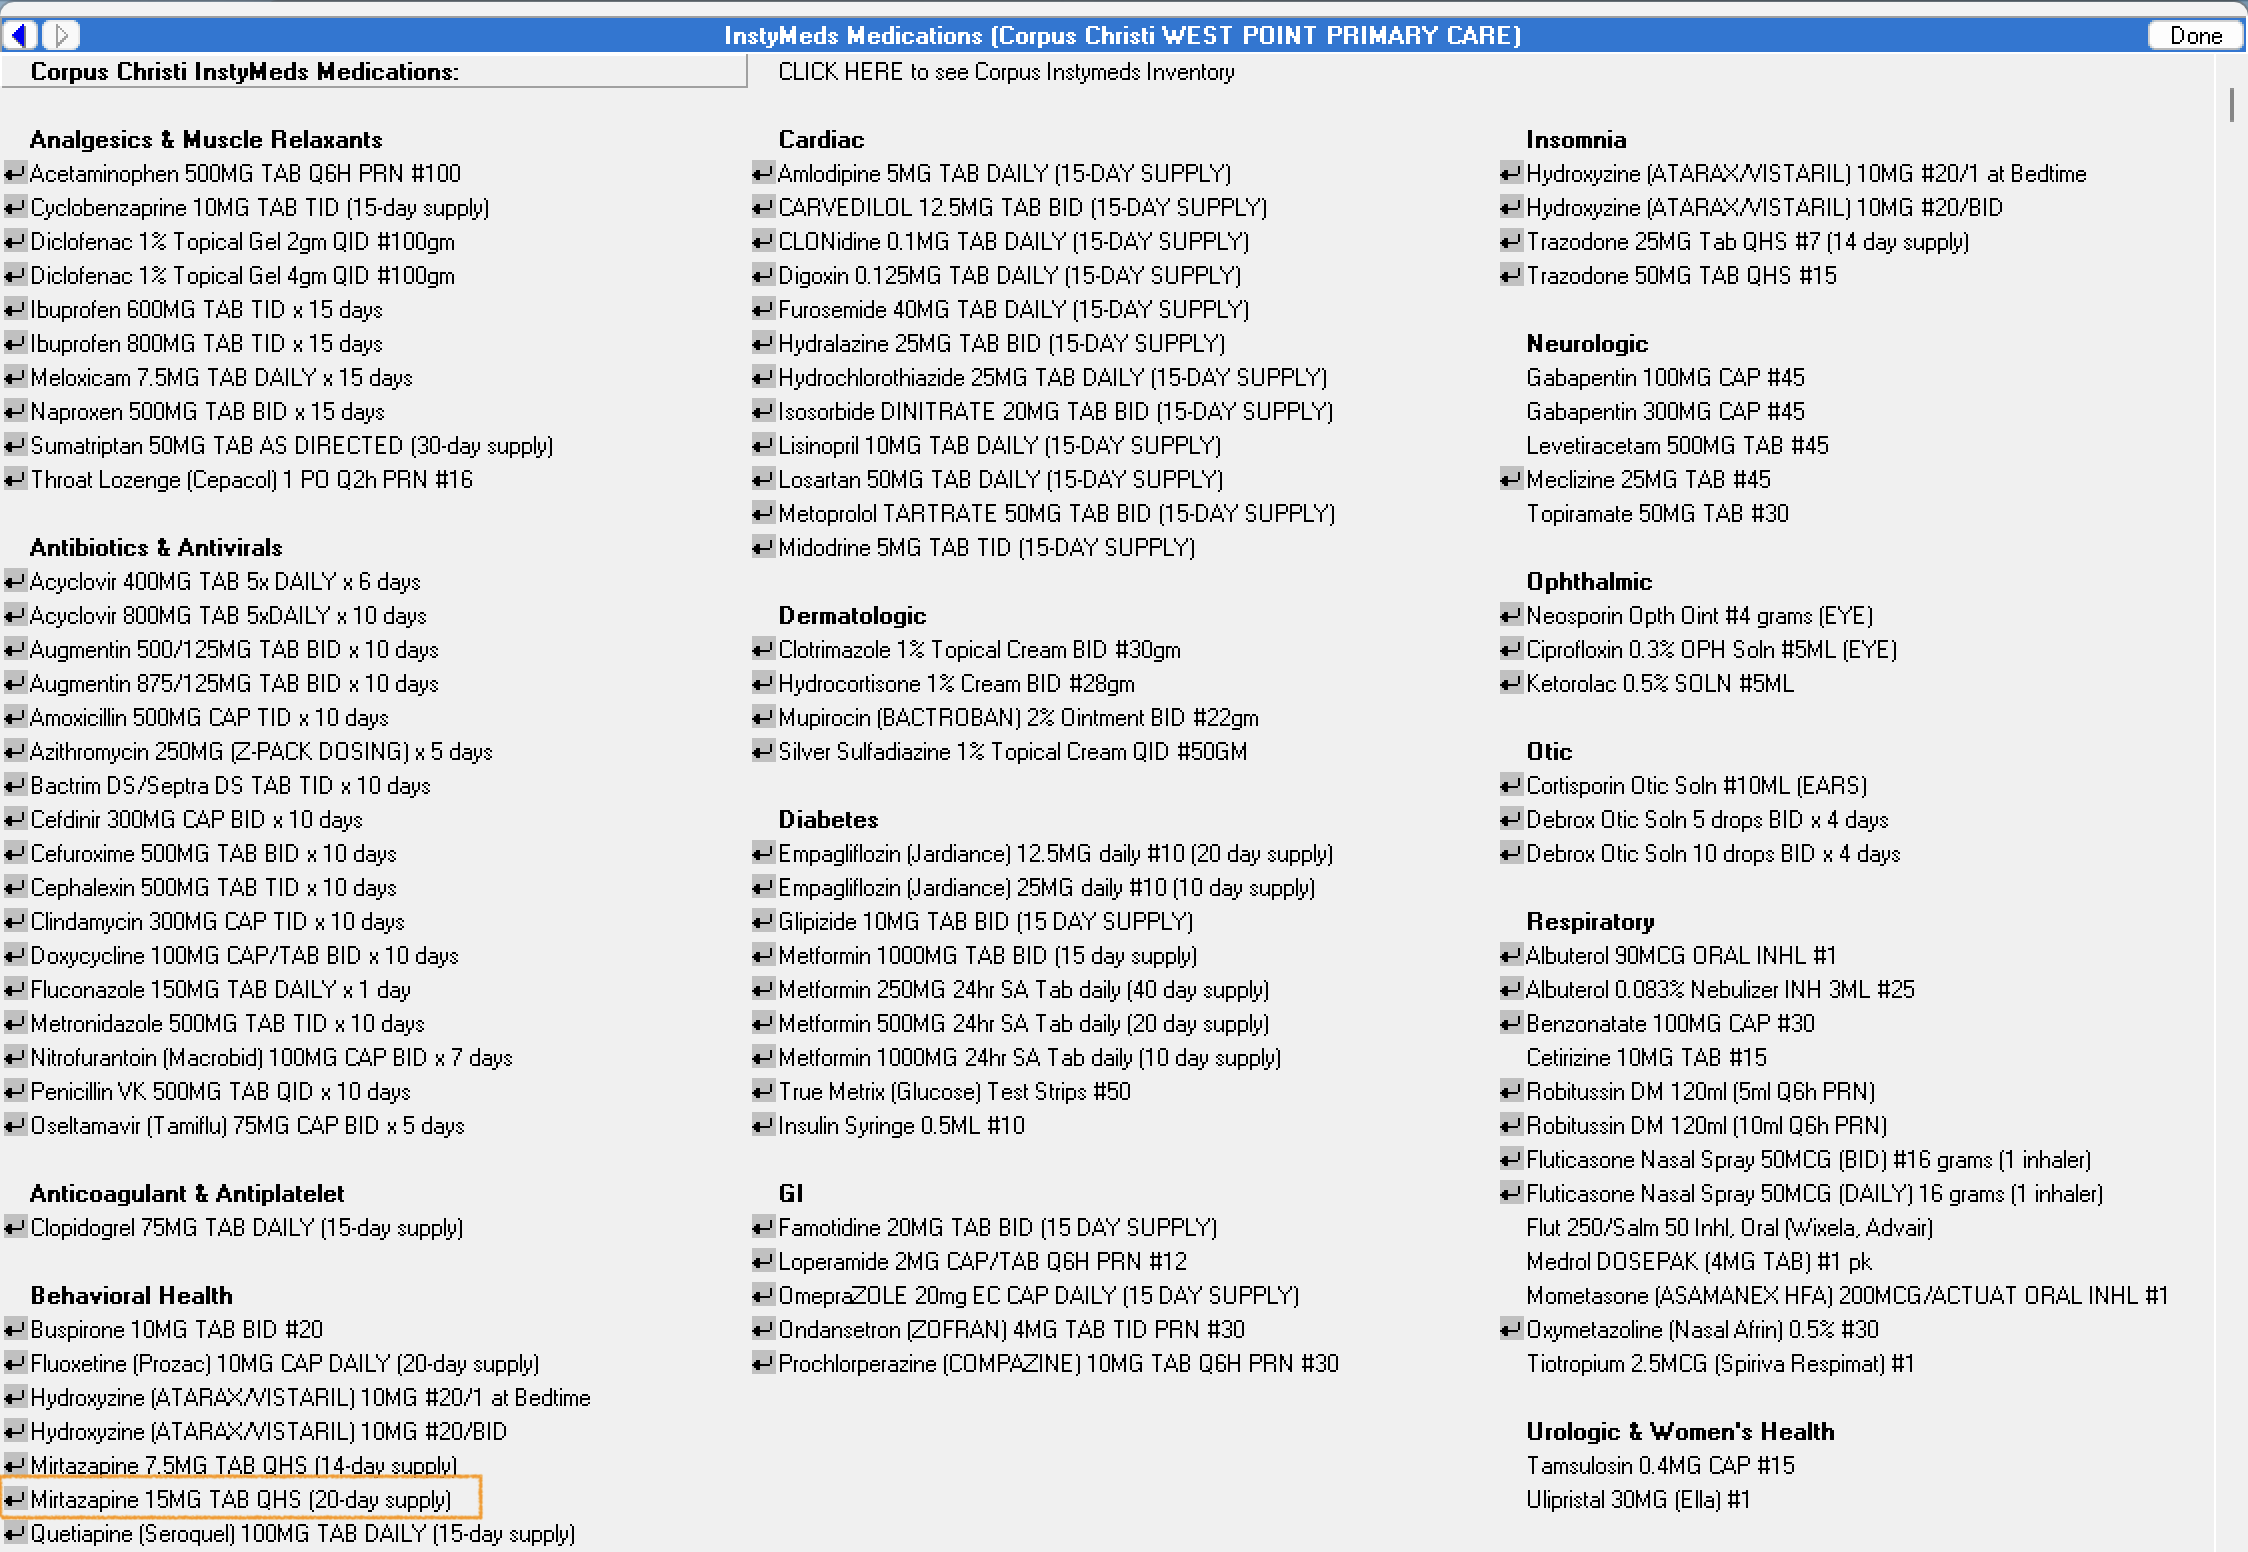 InstyMeds Medications (Corpus Christi WEST POINT PRIMARY CARE)
Done
Corpus Christi InstyMeds Medications:
CLICK HERE to see Corpus Instymeds Inventory
Analgesics & Muscle Relaxants
Acetaminophen 500MG TAB Q6H PRN #100
Cyclobenzaprine 10MG TAB TID (15-day supply)
Diclofenac 1% Topical Gel 2gm QID #100gm
Diclofenac 1% Topical Gel 4gm QID #100gm
Ibuprofen 600MG TAB TID x 15 days
Ibuprofen 800MG TAB TID x 15 days
Meloxicam 7.5MG TAB DAILY x 15 days
Naproxen 500MG TAB BID x 15 days
Sumatriptan 50MG TAB AS DIRECTED (30-day supply)
Throat Lozenge (Cepacol) 1 PO Q2h PRN #16
Antibiotics & Antivirals
Acyclovir 400MG TAB 5x DAILY x 6 days
Acyclovir 800MG TAB 5xDAILY x 10 days
Augmentin 500/125MG TAB BID x 10 days
Augmentin 875/125MG TAB BID x 10 days
Amoxicillin 500MG CAP TID x 10 days
Azithromycin 250MG (Z-PACK DOSING) x 5 days
Bactrim DS/Septra DS TAB TID x 10 days
Cefdinir 300MG CAP BID x 10 days
Cefuroxime 500MG TAB BID x 10 days
Cephalexin 500MG TAB TID x 10 days
Clindamycin 300MG CAP TID x 10 days
Doxycycline 100MG CAP/TAB BID x 10 days
Fluconazole 150MG TAB DAILY x 1 day
Metronidazole 500MG TAB TID x 10 days
Nitrofurantoin (Macrobid) 100MG CAP BID x 7 days
Penicillin VK 500MG TAB QID x 10 days
Oseltamavir (Tamiflu) 75MG CAP BID x 5 days
Anticoagulant & Antiplatelet
Clopidogrel 75MG TAB DAILY (15-day supply)
Behavioral Health
Buspirone 10MG TAB BID #20
Fluoxetine (Prozac) 10MG CAP DAILY (20-day supply)
Hydroxyzine (ATARAX/VISTARIL) 10MG #20/1 at Bedtime
Hydroxyzine (ATARAX/VISTARIL) 10MG #20/BID
Mirtazapine 7.5MG TAB QHS (14-day supply)
Mirtazapine 15MG TAB QHS (20-day supply)
Quetiapine (Seroquel) 100MG TAB DAILY (15-day supply)
Cardiac
Amlodipine 5MG TAB DAILY (15-DAY SUPPLY)
CARVEDILOL 12.5MG TAB BID (15-DAY SUPPLY)
CLONidine 0.1MG TAB DAILY (15-DAY SUPPLY)
Digoxin 0.125MG TAB DAILY (15-DAY SUPPLY)
Furosemide 40MG TAB DAILY (15-DAY SUPPLY)
Hydralazine 25MG TAB BID (15-DAY SUPPLY)
Hydrochlorothiazide 25MG TAB DAILY (15-DAY SUPPLY)
Isosorbide DINITRATE 20MG TAB BID (15-DAY SUPPLY)
Lisinopril 10MG TAB DAILY (15-DAY SUPPLY)
Losartan 50MG TAB DAILY (15-DAY SUPPLY)
Metoprolol TARTRATE 50MG TAB BID (15-DAY SUPPLY)
Midodrine 5MG TAB TID (15-DAY SUPPLY)
Dermatologic
Clotrimazole 1% Topical Cream BID #30gm
Hydrocortisone 1% Cream BID #28gm
Mupirocin (BACTROBAN) 2% Ointment BID #22gm
Silver Sulfadiazine 1% Topical Cream QID #50GM
Diabetes
Empagliflozin (Jardiance) 12.5MG daily #10 (20 day supply)
Empagliflozin (Jardiance) 25MG daily #10 (10 day supply)
Glipizide 10MG TAB BID (15 DAY SUPPLY)
Metformin 1000MG TAB BID (15 day supply)
Metformin 250MG 24hr SA Tab daily (40 day supply)
Metformin 500MG 24hr SA Tab daily (20 day supply)
Metformin 1000MG 24hr SA Tab daily (10 day supply)
True Metrix (Glucose) Test Strips #50
Insulin Syringe 0.5ML #10
GI
Famotidine 20MG TAB BID (15 DAY SUPPLY)
Loperamide 2MG CAP/TAB Q6H PRN #12
OmepraZOLE 20mg EC CAP DAILY (15 DAY SUPPLY)
Ondansetron (ZOFRAN) 4MG TAB TID PRN #30
Prochlorperazine (COMPAZINE) 10MG TAB Q6H PRN #30
Insomnia
Hydroxyzine (ATARAX/VISTARIL) 10MG #20/1 at Bedtime
Hydroxyzine (ATARAX/VISTARIL) 10MG #20/BID
Trazodone 25MG Tab QHS #7 (14 day supply)
Trazodone 50MG TAB QHS #15
Neurologic
Gabapentin 100MG CAP #45
Gabapentin 300MG CAP #45
Levetiracetam 500MG TAB #45
Meclizine 25MG TAB #45
Topiramate 50MG TAB #30
Ophthalmic
Neosporin Opth Oint #4 grams (EYE)
Ciprofloxin 0.3% OPH Soln #5ML (EYE)
Ketorolac 0.5% SOLN #5ML
Otic
Cortisporin Otic Soln #10ML (EARS)
Debrox Otic Soln 5 drops BID x 4 days
Debrox Otic Soln 10 drops BID x 4 days
Respiratory
Albuterol 90MCG ORAL INHL #1
Albuterol 0.083% Nebulizer INH 3ML #25
Benzonatate 100MG CAP #30
Cetirizine 10MG TAB #15
Robitussin DM 120ml (5ml Q6h PRN)
Robitussin DM 120ml (10ml Q6h PRN)
Fluticasone Nasal Spray 50MCG (BID) #16 grams (1 inhaler)
Fluticasone Nasal Spray 50MCG (DAILY) 16 grams (1 inhaler)
Flut 250/Salm 50 Inhl, Oral (Wixela, Advair)
Medrol DOSEPAK (4MG TAB) #1 pk
Mometasone (ASAMANEX HFA) 200MCG/ACTUAT ORAL INHL #1
Oxymetazoline (Nasal Afrin) 0.5% #30
Tiotropium 2.5MCG (Spiriva Respimat) #1
Urologic & Women's Health
Tamsulosin 0.4MG CAP #15
Ulipristal 30MG (Ella) #1